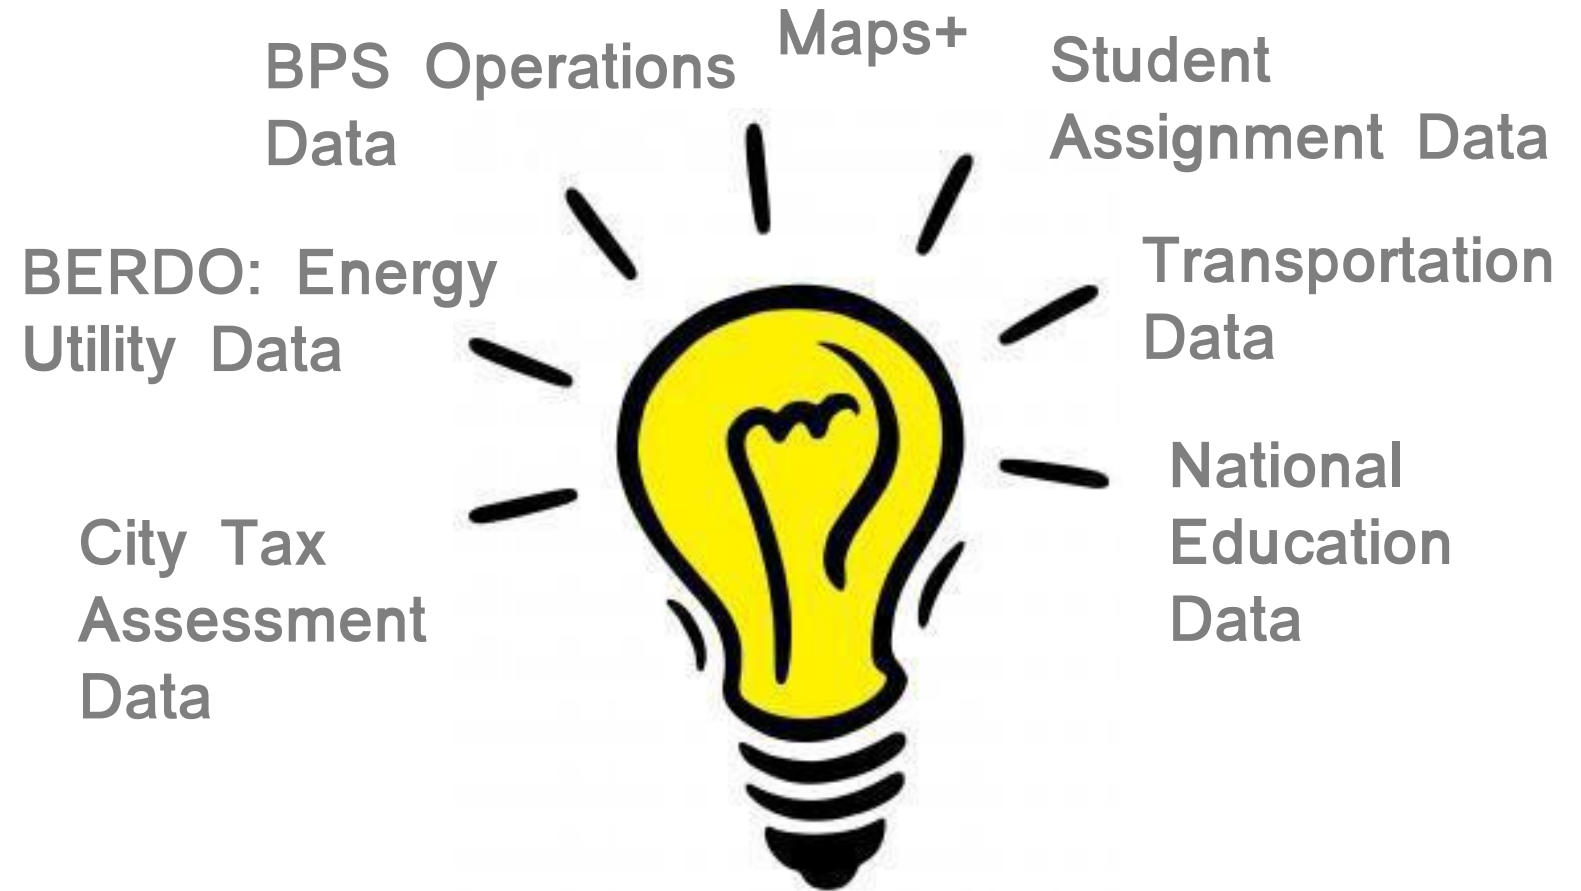 BPS Operations
Data
Maps+
Student
Assignment Data
BERDO: Energy
Utility Data
Transportation
Data
City Tax
Assessment
Data
National
Education
Data